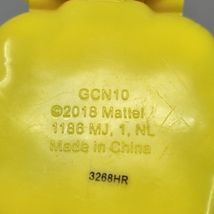 GCN10
©2018 Mattel
1186 MJ, 1, NL
Made in China
3268HR